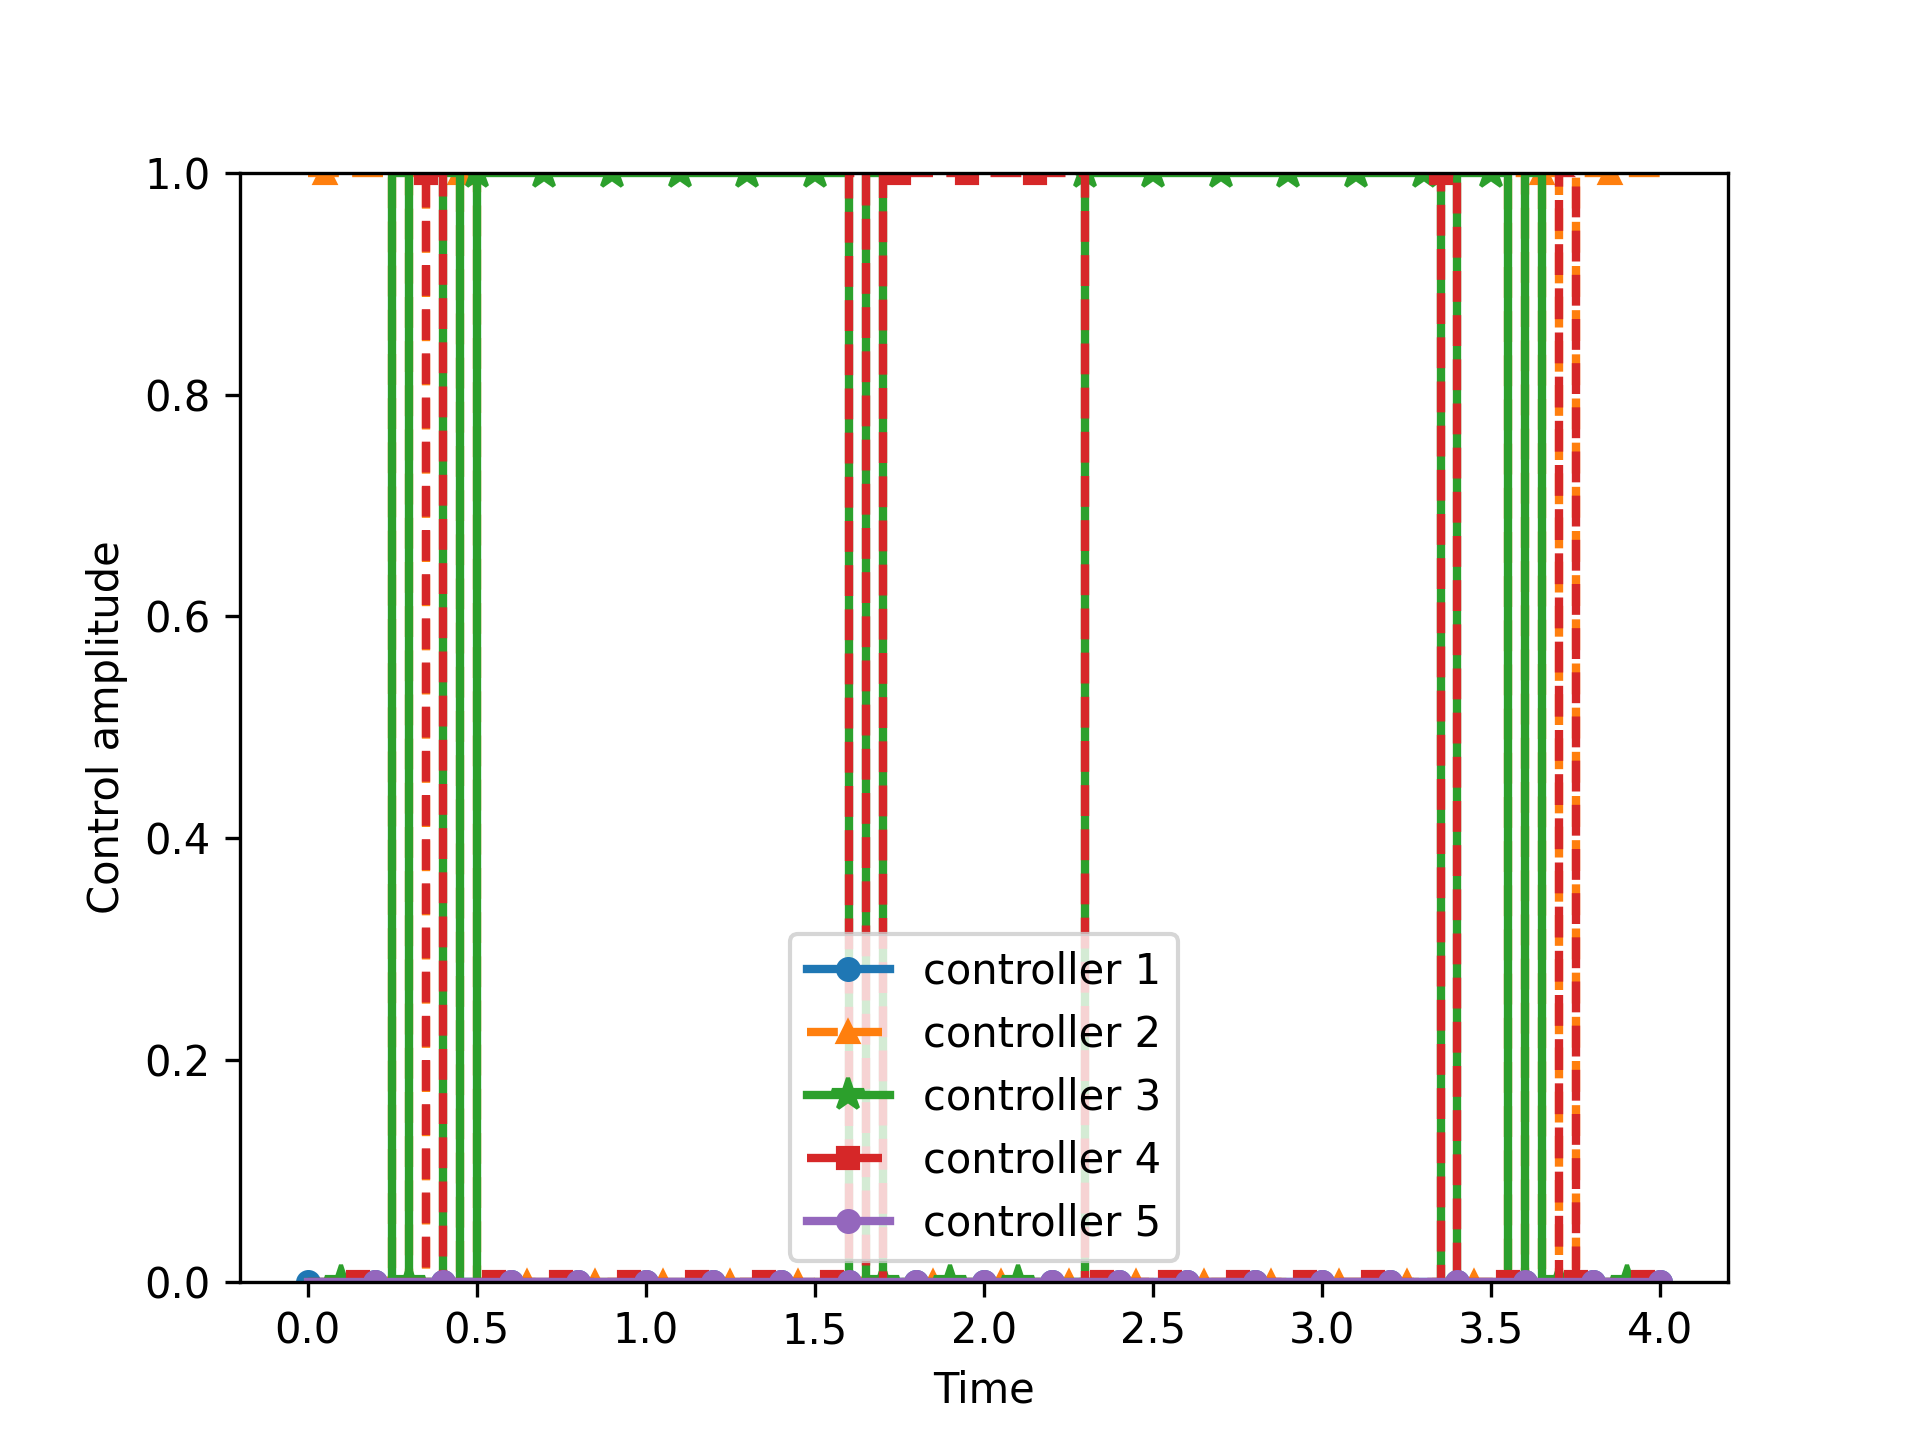 1.0
0.8
0.6
0.4
0.2
0.0
Control amplitude
controller 1
controller 2
controller 3
controller 4
controller 5
0.0 0.5 1.0 1.5 2.0 2.5 3.0 3.5 4.0
Time